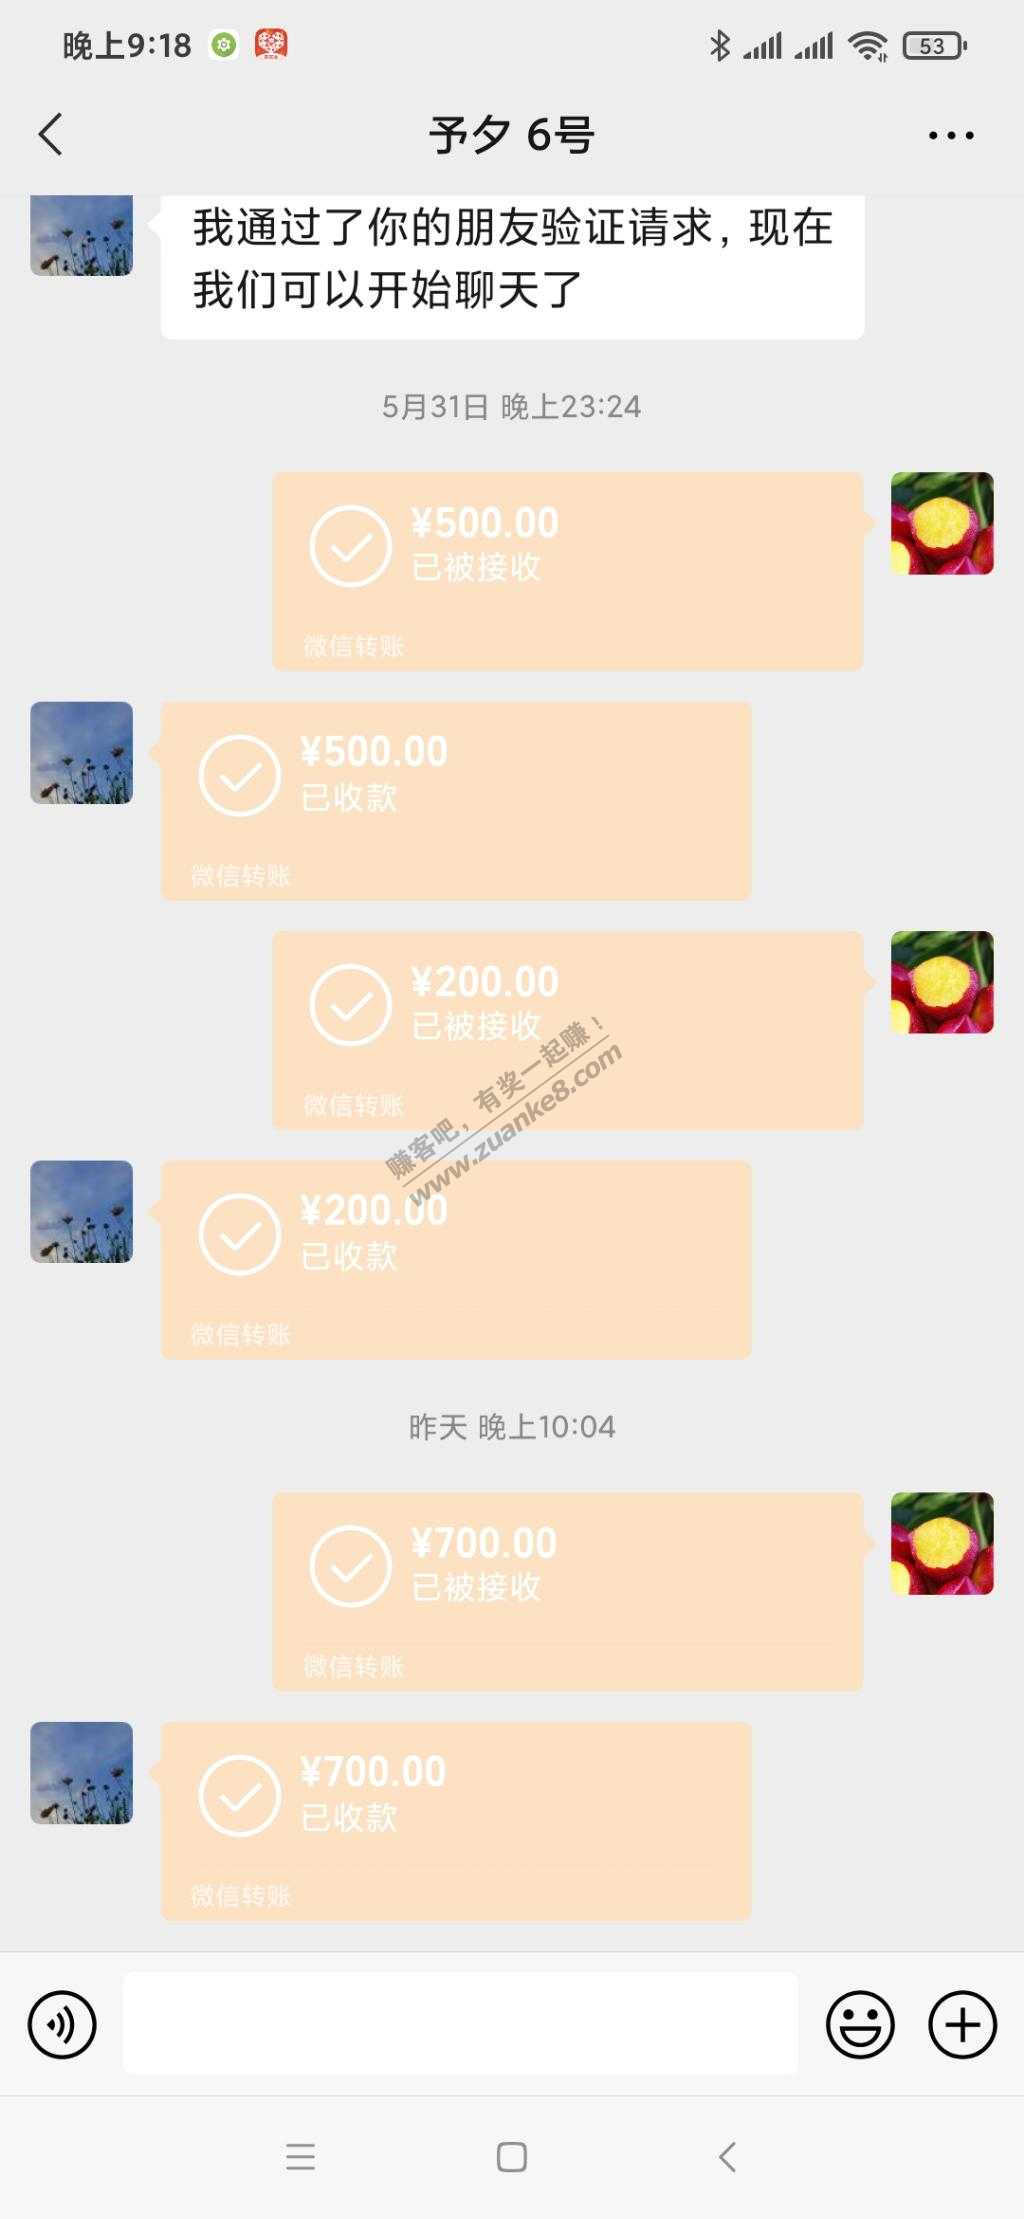 晚上9:18
53
予夕 6号
我通过了你的朋友验证请求，现在
我们可以开始聊天了
5月31日 晚上23:24
¥500.00
已被接收
微信转账
¥500.00
已收款
微信转账
¥200.00
已被接收
微信转账
赚客吧，有奖一起赚！
www.zuanke8.com
¥200.00
已收款
微信转账
昨天 晚上10:04
¥700.00
已被接收
微信转账
¥700.00
已收款
微信转账